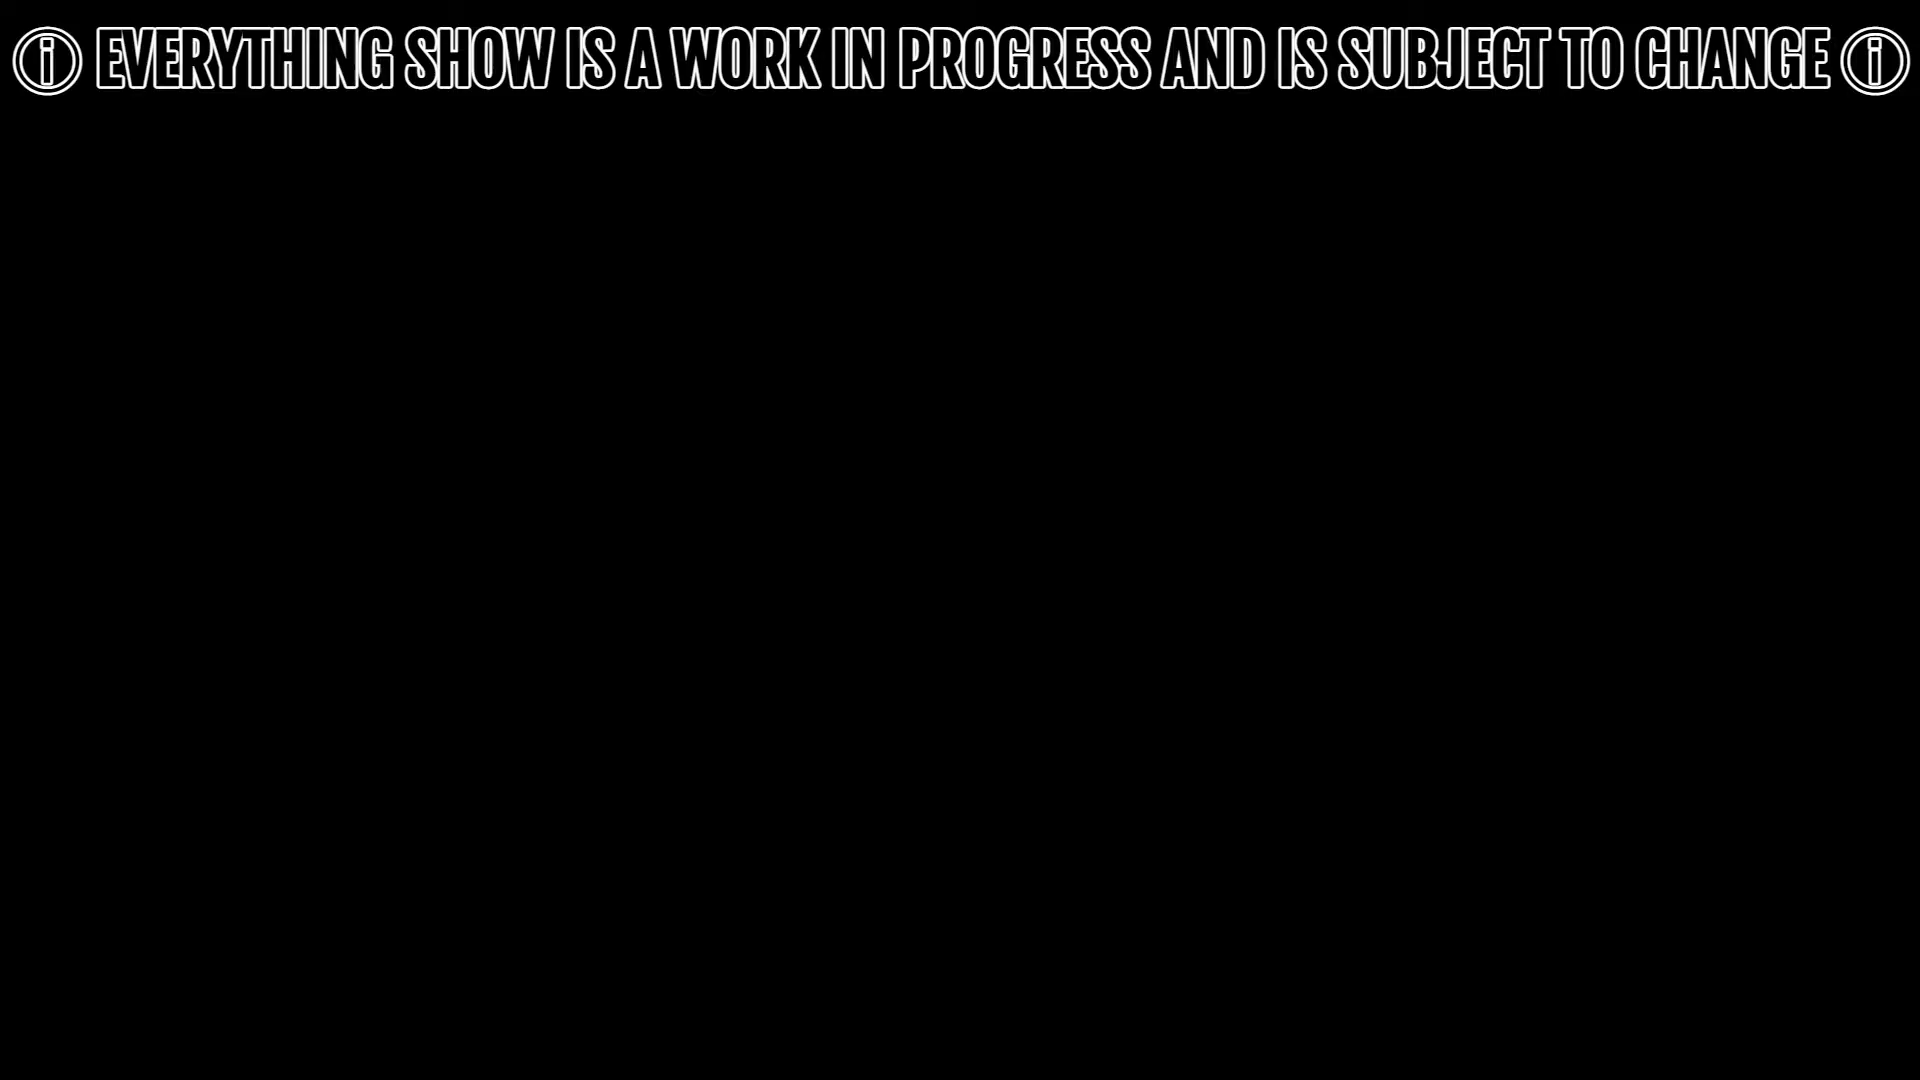 ⓘ EVERYTHING SHOW IS A WORK IN PROGRESS AND IS SUBJECT TO CHANGE ⓘ